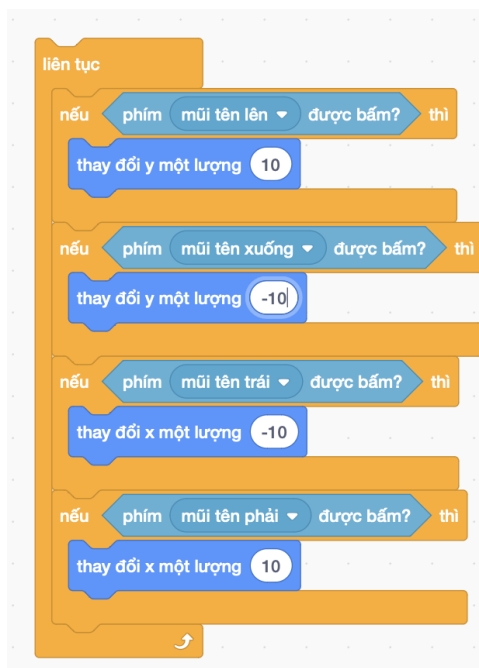 liên tục
nếu phím mũi tên lên được bấm? thì
thay đổi y một lượng 10
nếu phím mũi tên xuống được bấm? thì
thay đổi y một lượng -10
nếu phím mũi tên trái được bấm? thì
thay đổi x một lượng -10
nếu phím mũi tên phải được bấm? thì
thay đổi x một lượng 10